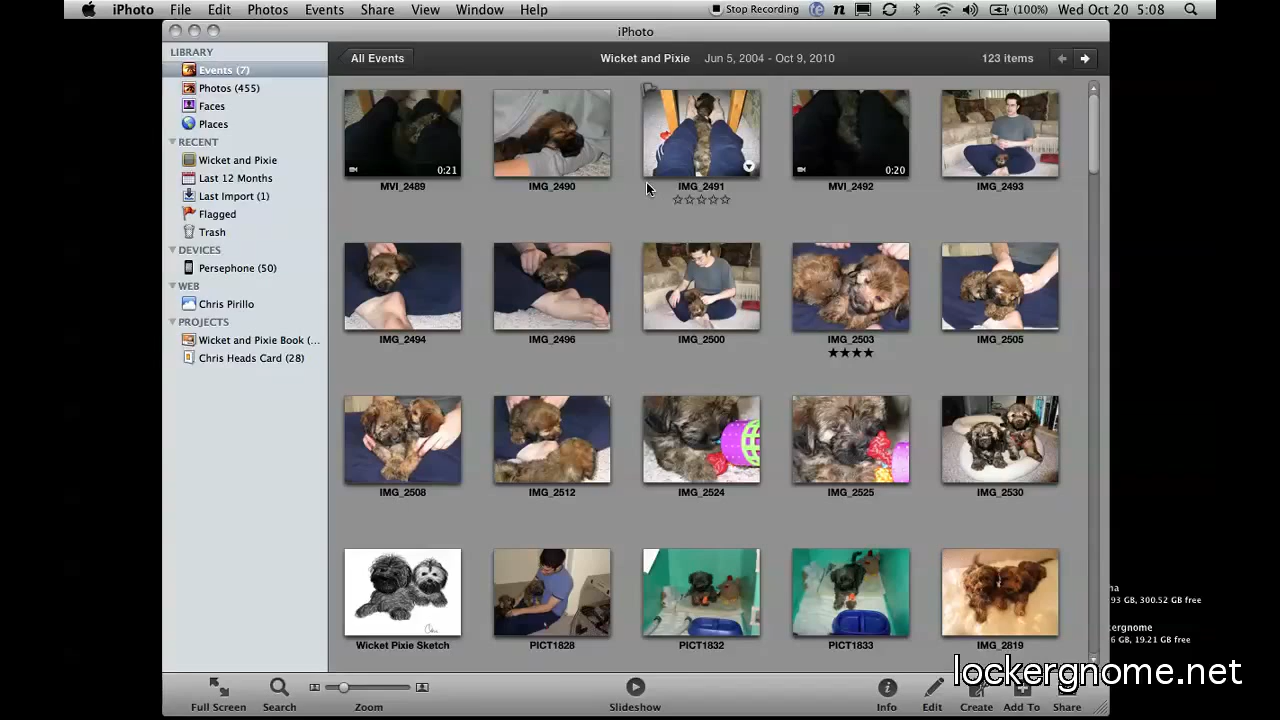 iPhoto File Edit Photos Events Share View Window Help Stop Recording (100%) Wed Oct 20 5:08
iPhoto
LIBRARY
Events (7)
Photos (455)
Faces
Places
RECENT
Wicket and Pixie
Last 12 Months
Last Import (1)
Flagged
Trash
DEVICES
Persephone (50)
WEB
Chris Pirillo
PROJECTS
Wicket and Pixie Book (...
Chris Heads Card (28)
All Events Wicket and Pixie Jun 5, 2004 - Oct 9, 2010 123 items
0:21 0:20
MVI_2489 IMG_2490 IMG_2491 MVI_2492 IMG_2493
IMG_2494 IMG_2496 IMG_2500 IMG_2503 IMG_2505
IMG_2508 IMG_2512 IMG_2524 IMG_2525 IMG_2530
Wicket Pixie Sketch PICT1828 PICT1832 PICT1833 IMG_2819
93 GB, 300.52 GB free
6 GB, 19.21 GB free
lockergnome.net
Full Screen Search Zoom Slideshow Info Edit Create Add To Share